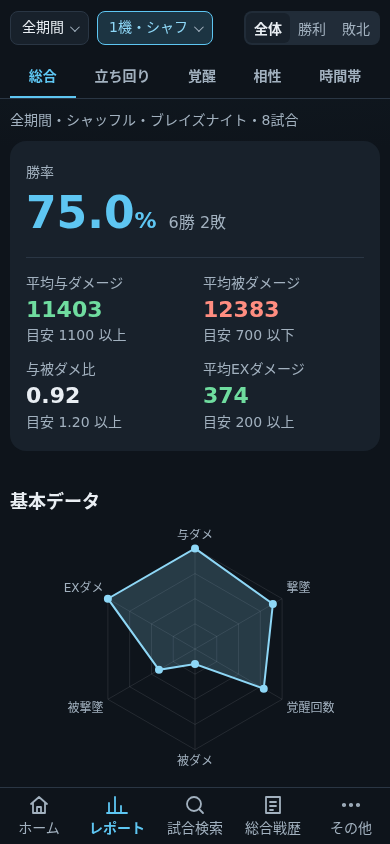 全期間 1機・シャフ 全体 勝利 敗北
総合 立ち回り 覚醒 相性 時間帯
全期間・シャッフル・ブレイズナイト・8試合
勝率
75.0% 6勝 2敗
平均与ダメージ 平均被ダメージ
11403 12383
目安 1100 以上 目安 700 以下
与被ダメ比 平均EXダメージ
0.92 374
目安 1.20 以上 目安 200 以上
基本データ
与ダメ
EXダメ 撃墜
被撃墜 覚醒回数
被ダメ
ホーム レポート 試合検索 総合戦歴 その他